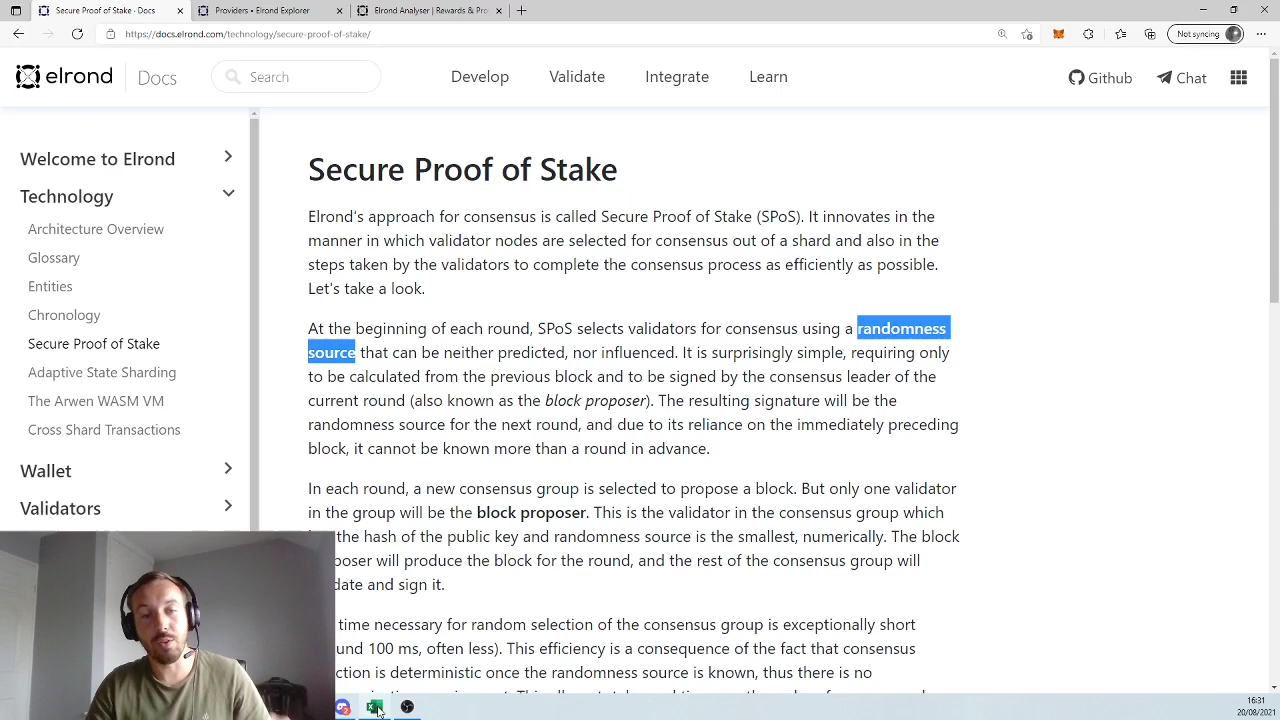 Secure Proof of Stake · Docs
Providers • Elrond Explorer
Elrond Analyser | Rewards & Pro
https://docs.elrond.com/technology/secure-proof-of-stake/
Not syncing
elrond
Docs
Search
Develop
Validate
Integrate
Learn
Github
Chat
Welcome to Elrond
Technology
Architecture Overview
Glossary
Entities
Chronology
Secure Proof of Stake
Adaptive State Sharding
The Arwen WASM VM
Cross Shard Transactions
Wallet
Validators
Secure Proof of Stake
Elrond's approach for consensus is called Secure Proof of Stake (SPoS). It innovates in the
manner in which validator nodes are selected for consensus out of a shard and also in the
steps taken by the validators to complete the consensus process as efficiently as possible.
Let's take a look.
At the beginning of each round, SPoS selects validators for consensus using a randomness
source that can be neither predicted, nor influenced. It is surprisingly simple, requiring only
to be calculated from the previous block and to be signed by the consensus leader of the
current round (also known as the block proposer). The resulting signature will be the
randomness source for the next round, and due to its reliance on the immediately preceding
block, it cannot be known more than a round in advance.
In each round, a new consensus group is selected to propose a block. But only one validator
in the group will be the block proposer. This is the validator in the consensus group which
the hash of the public key and randomness source is the smallest, numerically. The block
poser will produce the block for the round, and the rest of the consensus group will
date and sign it.
time necessary for random selection of the consensus group is exceptionally short
und 100 ms, often less). This efficiency is a consequence of the fact that consensus
ction is deterministic once the randomness source is known, thus there is no
16:31
20/08/2021